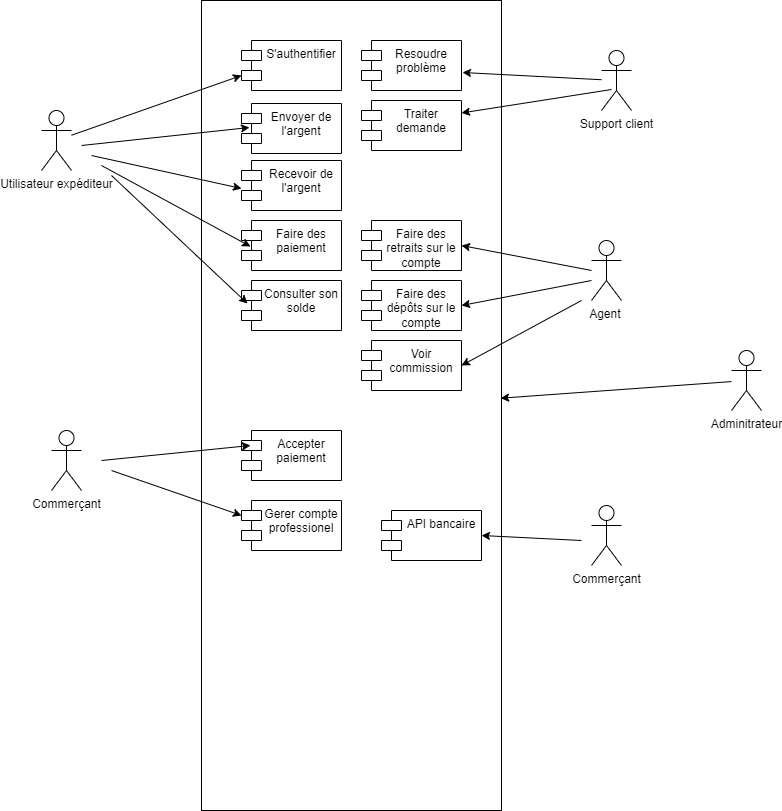 S'authentifier
Resoudre
problème
Support client
Envoyer de
l'argent
Traiter
demande
Utilisateur expéditeur
Recevoir de
l'argent
Faire des
paiement
Faire des
retraits sur le
compte
Agent
Consulter son
solde
Faire des
dépôts sur le
compte
Voir
commission
Adminitrateur
Commerçant
Accepter
paiement
Gerer compte
professionel
API bancaire
Commerçant